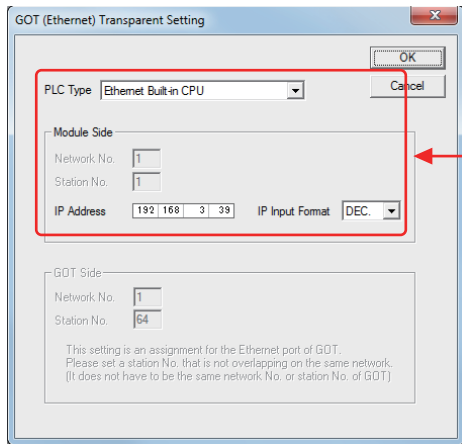 GOT (Ethernet) Transparent Setting
OK
PLC Type Ethernet Built-in CPU
Cancel
Module Side
Network No. 1
Station No. 1
IP Address 192 168 3 39 IP Input Format DEC.
GOT Side
Network No. 1
Station No. 64
This setting is an assignment for the Ethernet port of GOT.
Please set a station No. that is not overlapping on the same network.
(It does not have to be the same network No. or station No. of GOT)